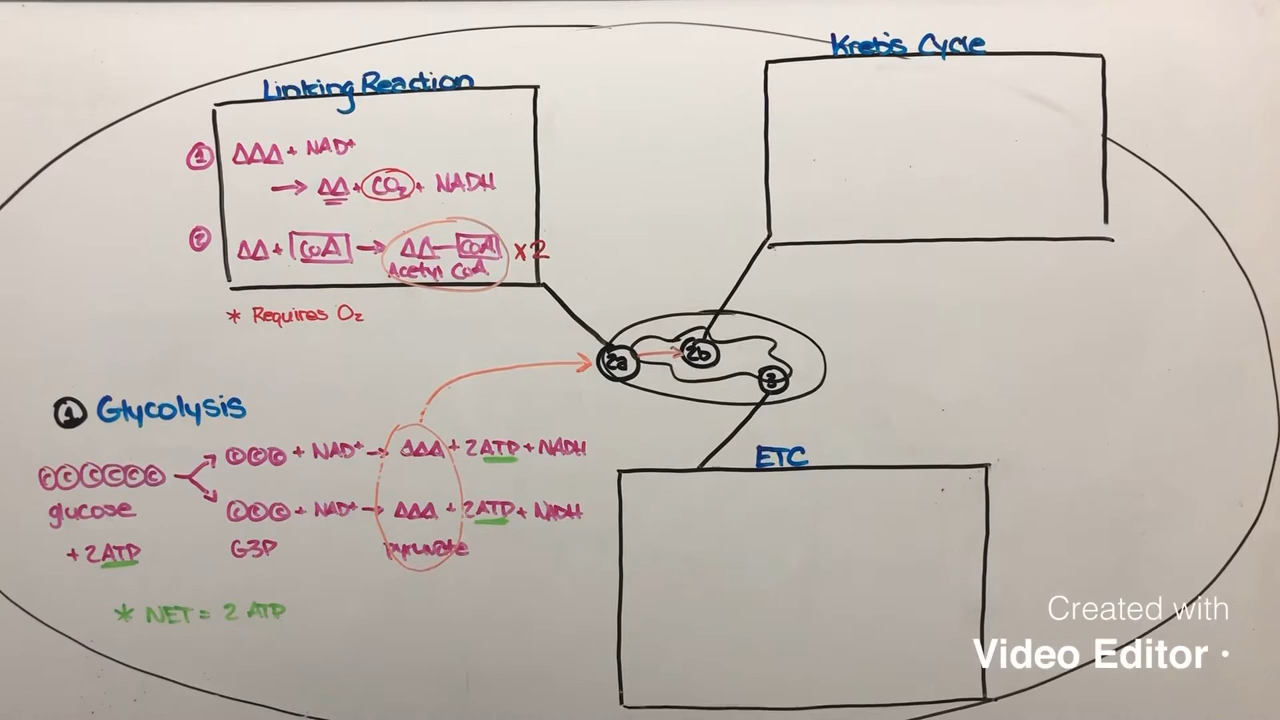 Linking Reaction
① ΔΔΔ + NAD⁺
→ ΔΔ + CO₂ + NADH
② ΔΔ + CoA → ΔΔ—CoA x2
Acetyl CoA
* Requires O₂
Krebs Cycle
2a 2b
3
① Glycolysis
CCCCCC
glucose
+ 2ATP
CCC + NAD⁺ → ΔΔΔ + 2ATP + NADH
CCC + NAD⁺ → ΔΔΔ + 2ATP + NADH
G3P pyruvate
* NET = 2 ATP
ETC
Created with
Video Editor